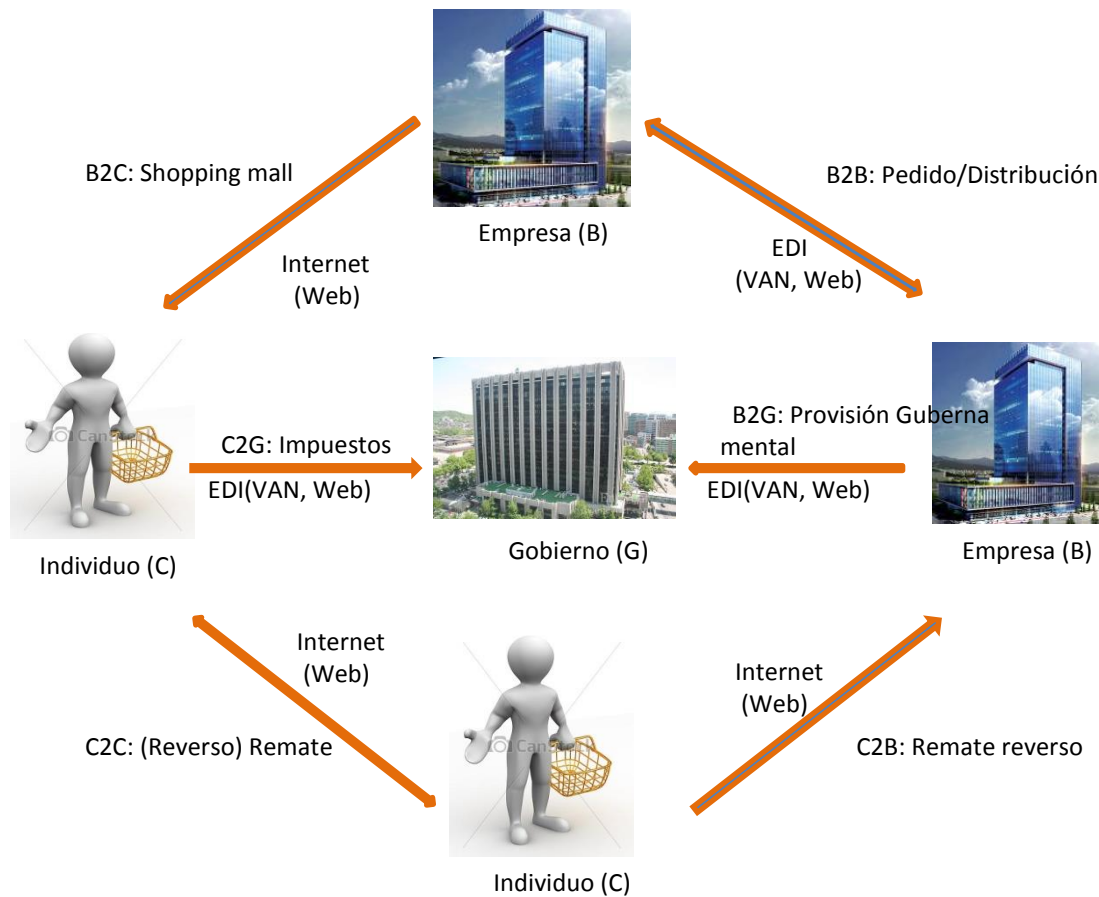 B2C: Shopping mall
B2B: Pedido/Distribución
Empresa (B)
Internet
(Web)
EDI
(VAN, Web)
C2G: Impuestos
EDI(VAN, Web)
B2G: Provisión Guberna
mental
EDI(VAN, Web)
Individuo (C)
Gobierno (G)
Empresa (B)
Internet
(Web)
Internet
(Web)
C2C: (Reverso) Remate
C2B: Remate reverso
Individuo (C)